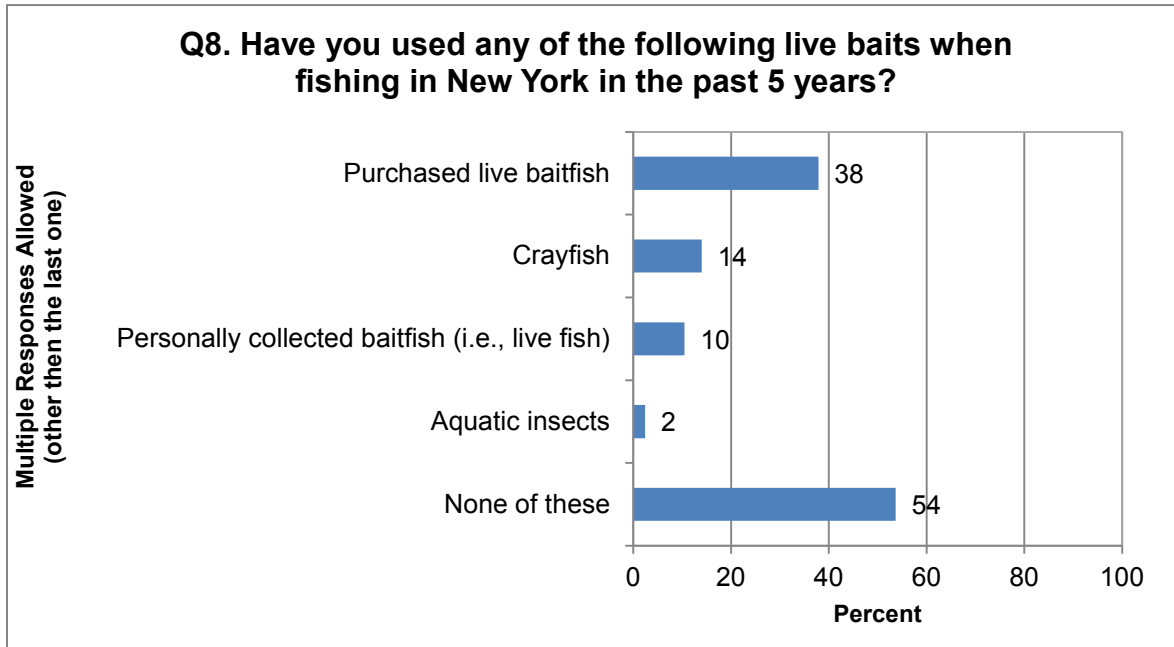 Q8. Have you used any of the following live baits when
fishing in New York in the past 5 years?
Multiple Responses Allowed
(other then the last one)
Purchased live baitfish
38
Crayfish
14
Personally collected baitfish (i.e., live fish)
10
Aquatic insects
2
None of these
54
0 20 40 60 80 100
Percent